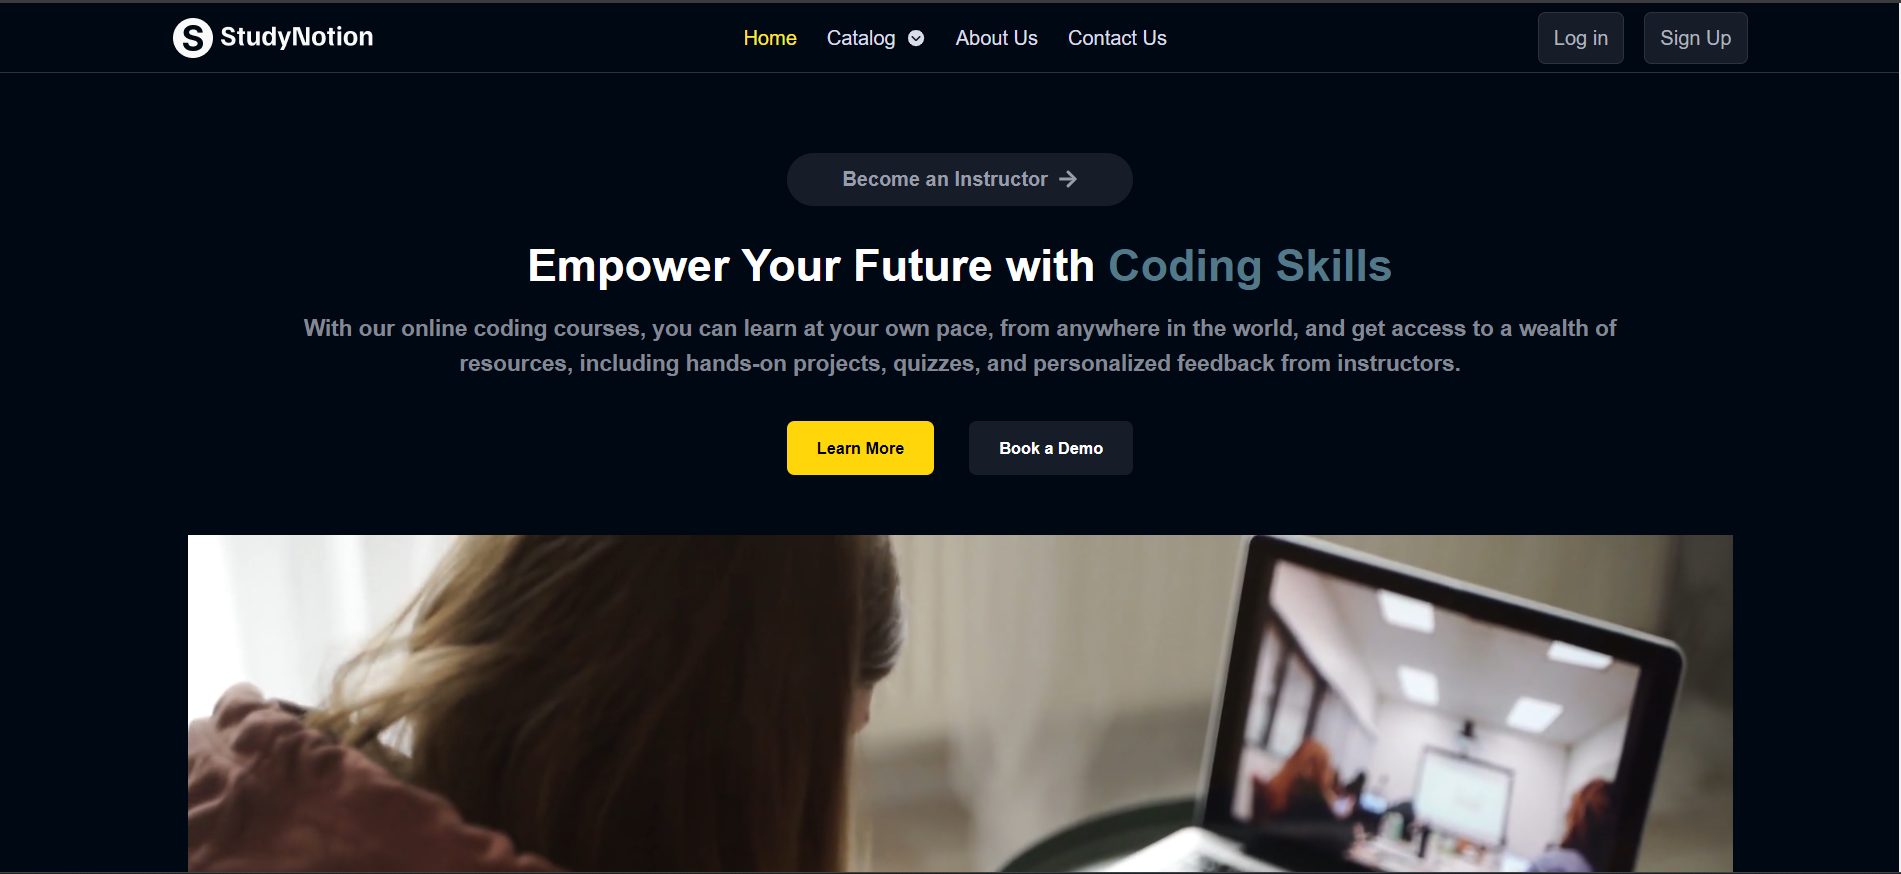 S StudyNotion
Home Catalog About Us Contact Us
Log in Sign Up
Become an Instructor →
Empower Your Future with Coding Skills
With our online coding courses, you can learn at your own pace, from anywhere in the world, and get access to a wealth of
resources, including hands-on projects, quizzes, and personalized feedback from instructors.
Learn More Book a Demo